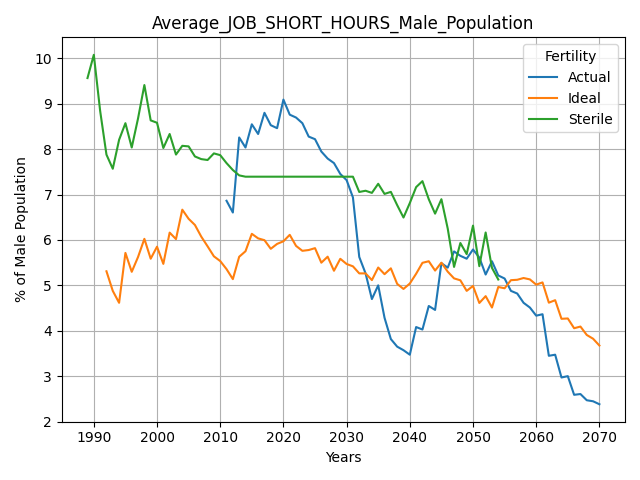 Average_JOB_SHORT_HOURS_Male_Population
% of Male Population
10
9
8
7
6
5
4
3
2
Fertility
Actual
Ideal
Sterile
1990 2000 2010 2020 2030 2040 2050 2060 2070
Years